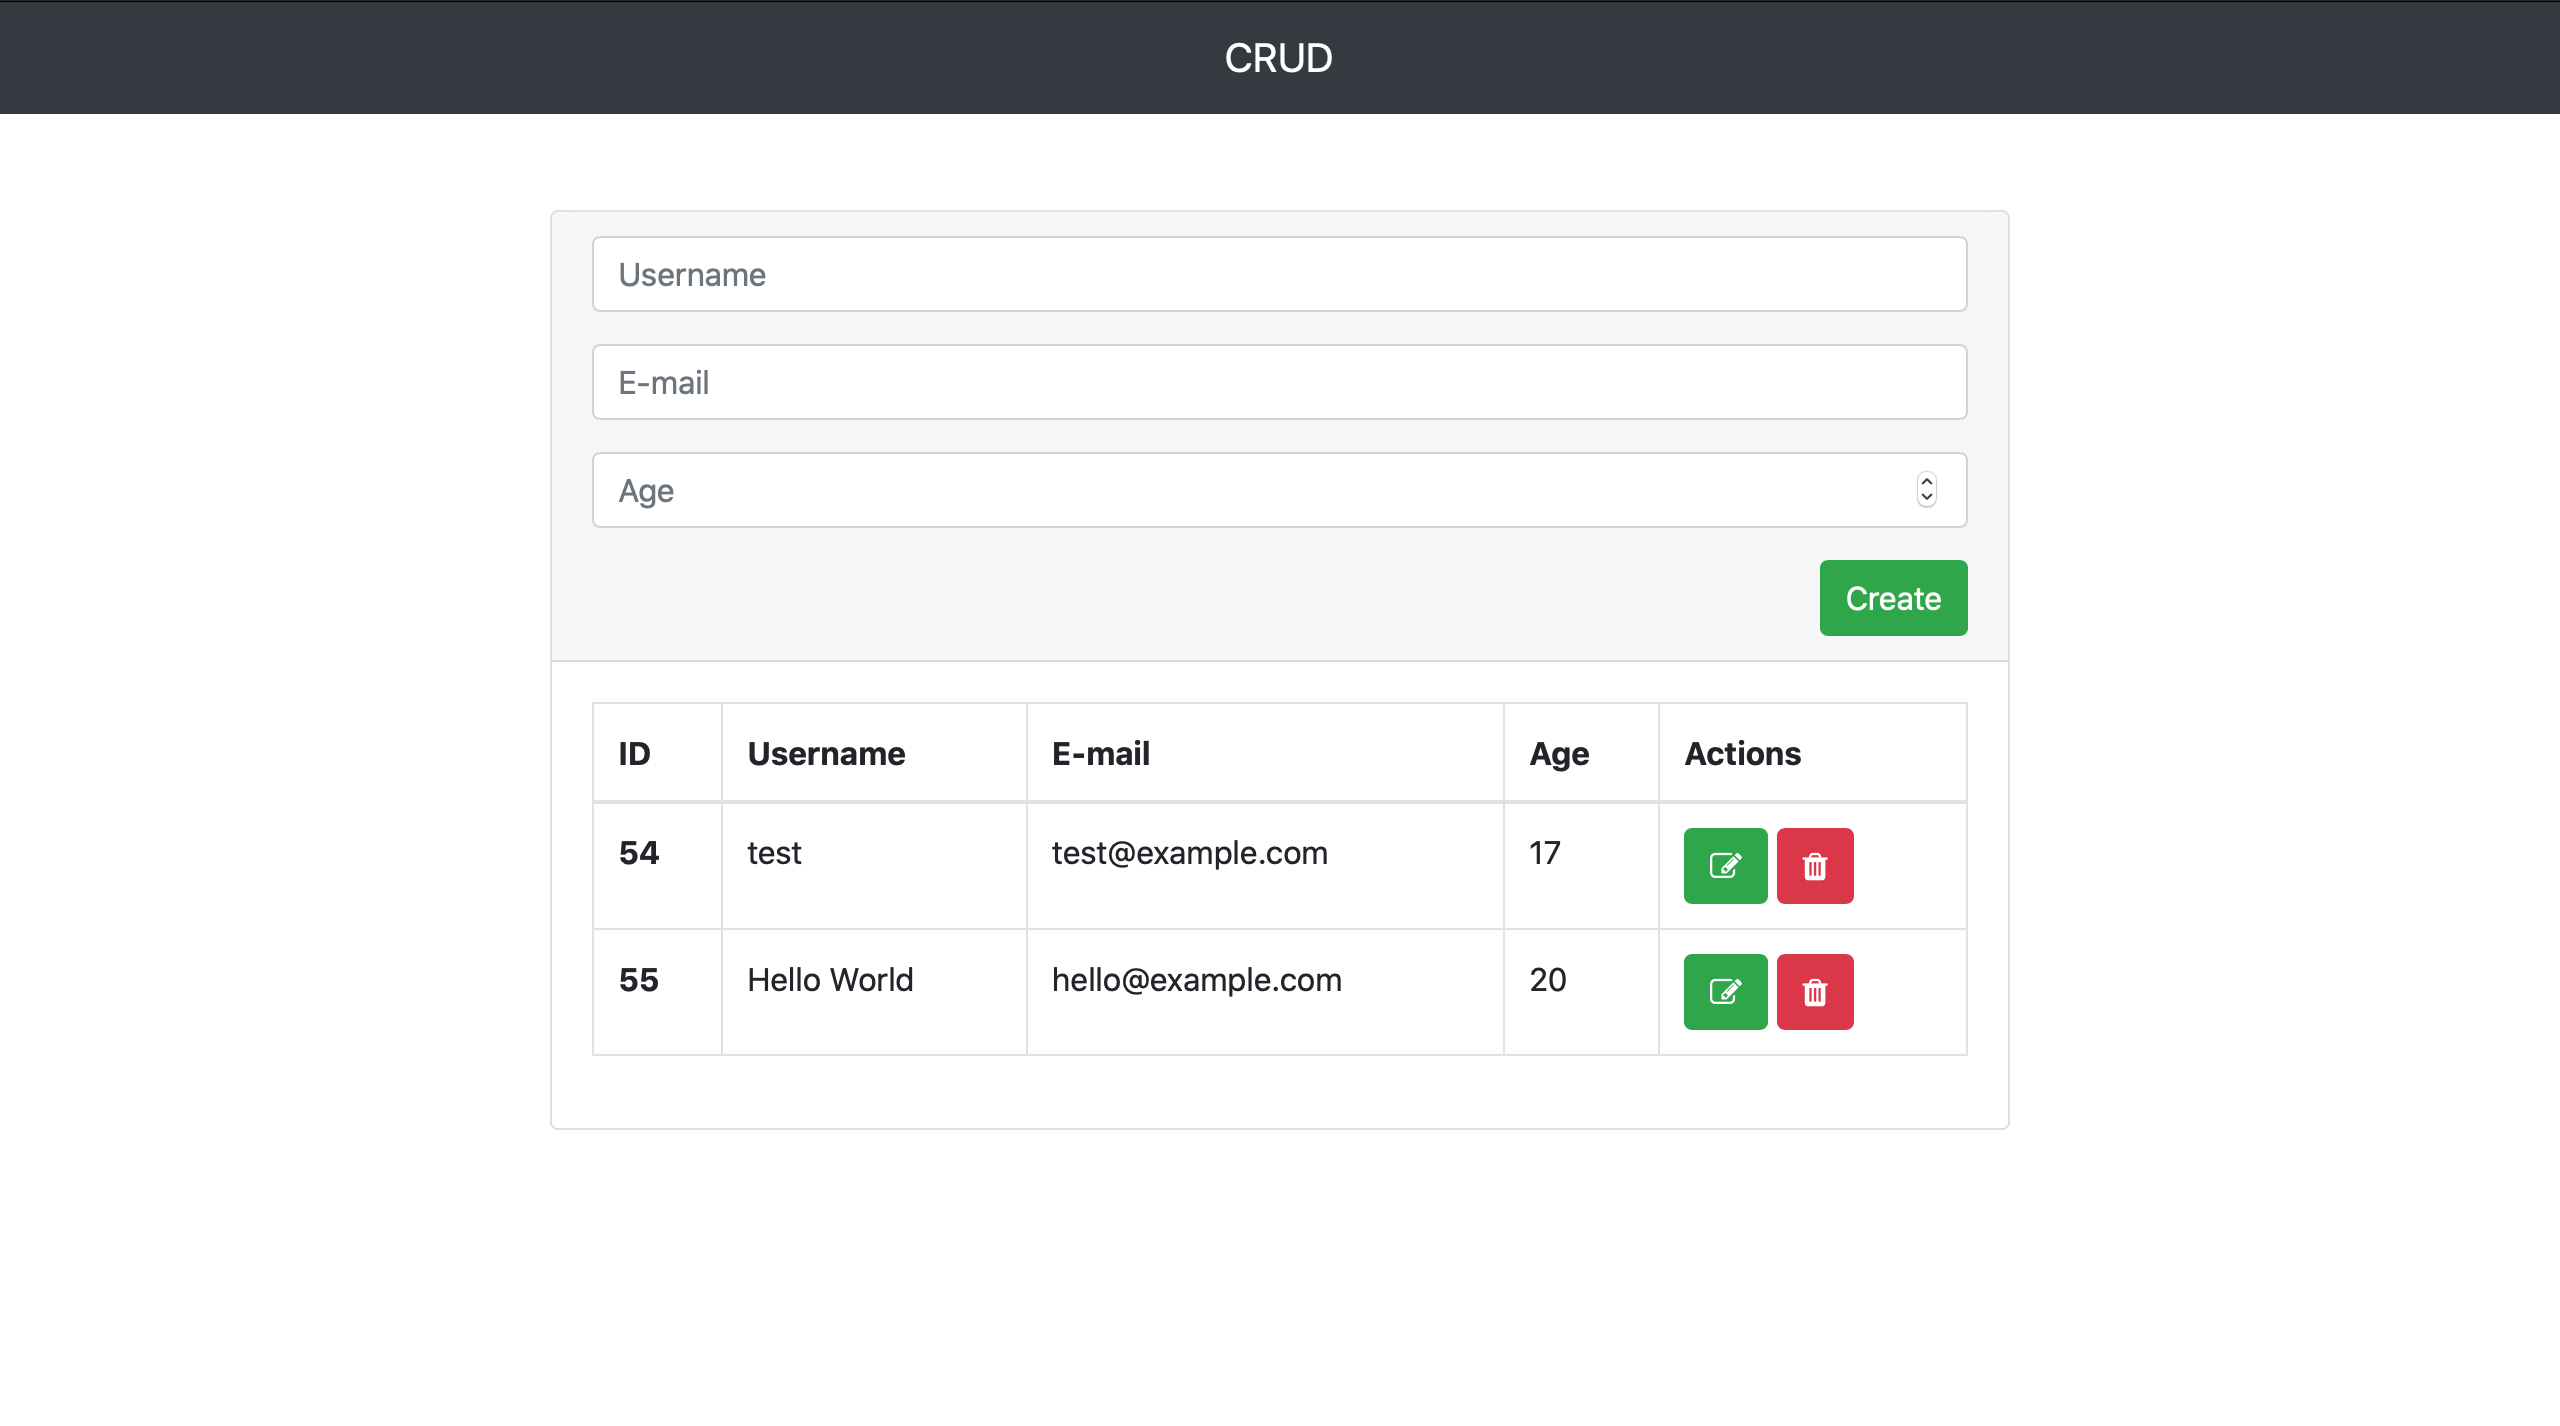 CRUD
Username
E-mail
Age
Create
ID Username E-mail Age Actions
54 test test@example.com 17
55 Hello World hello@example.com 20